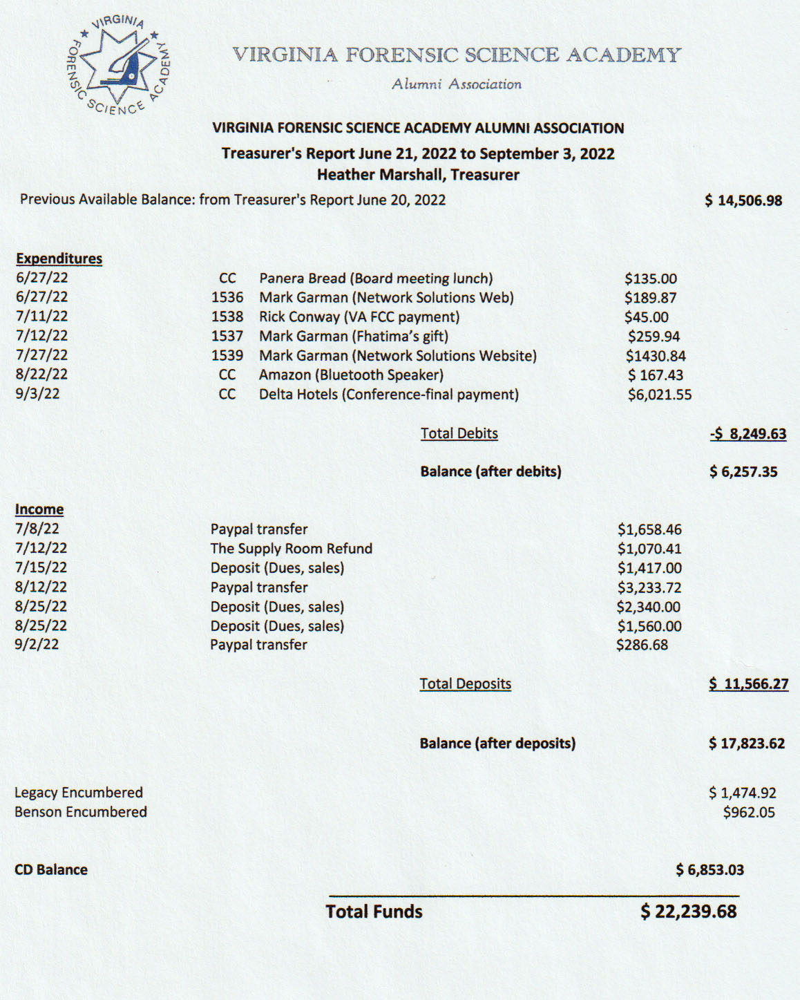 VIRGINIA
FORENSIC SCIENCE ACADEMY
VIRGINIA FORENSIC SCIENCE ACADEMY
Alumni Association
VIRGINIA FORENSIC SCIENCE ACADEMY ALUMNI ASSOCIATION
Treasurer's Report June 21, 2022 to September 3, 2022
Heather Marshall, Treasurer
Previous Available Balance: from Treasurer's Report June 20, 2022 $ 14,506.98
Expenditures
6/27/22 CC Panera Bread (Board meeting lunch) $135.00
6/27/22 1536 Mark Garman (Network Solutions Web) $189.87
7/11/22 1538 Rick Conway (VA FCC payment) $45.00
7/12/22 1537 Mark Garman (Fhatima’s gift) $259.94
7/27/22 1539 Mark Garman (Network Solutions Website) $1430.84
8/22/22 CC Amazon (Bluetooth Speaker) $ 167.43
9/3/22 CC Delta Hotels (Conference-final payment) $6,021.55
Total Debits -$ 8,249.63
Balance (after debits) $ 6,257.35
Income
7/8/22 Paypal transfer $1,658.46
7/12/22 The Supply Room Refund $1,070.41
7/15/22 Deposit (Dues, sales) $1,417.00
8/12/22 Paypal transfer $3,233.72
8/25/22 Deposit (Dues, sales) $2,340.00
8/25/22 Deposit (Dues, sales) $1,560.00
9/2/22 Paypal transfer $286.68
Total Deposits $ 11,566.27
Balance (after deposits) $ 17,823.62
Legacy Encumbered $ 1,474.92
Benson Encumbered $962.05
CD Balance $ 6,853.03
Total Funds $ 22,239.68